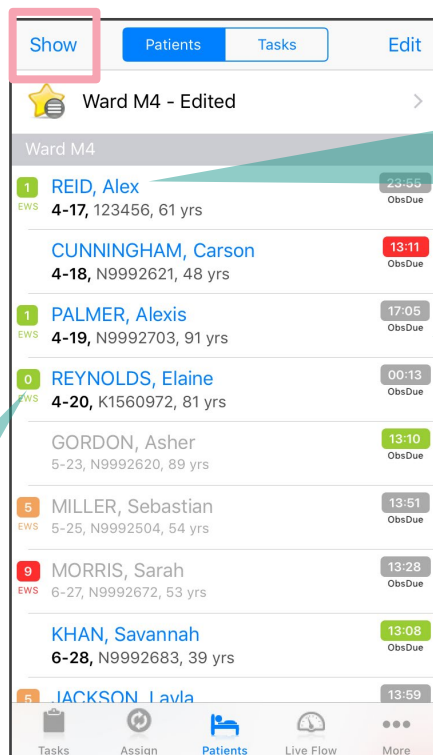 Show Patients Tasks Edit
Ward M4 - Edited
Ward M4
1 REID, Alex 23:55
EWS 4-17, 123456, 61 yrs ObsDue
CUNNINGHAM, Carson 13:11
4-18, N9992621, 48 yrs ObsDue
1 PALMER, Alexis 17:05
EWS 4-19, N9992703, 91 yrs ObsDue
0 REYNOLDS, Elaine 00:13
EWS 4-20, K1560972, 81 yrs ObsDue
GORDON, Asher 13:10
5-23, N9992620, 89 yrs ObsDue
5 MILLER, Sebastian 13:51
EWS 5-25, N9992504, 54 yrs ObsDue
9 MORRIS, Sarah 13:28
EWS 6-27, N9992672, 53 yrs ObsDue
KHAN, Savannah 13:08
6-28, N9992683, 39 yrs ObsDue
5 JACKSON, Layla 13:59
Tasks Assign Patients Live Flow More